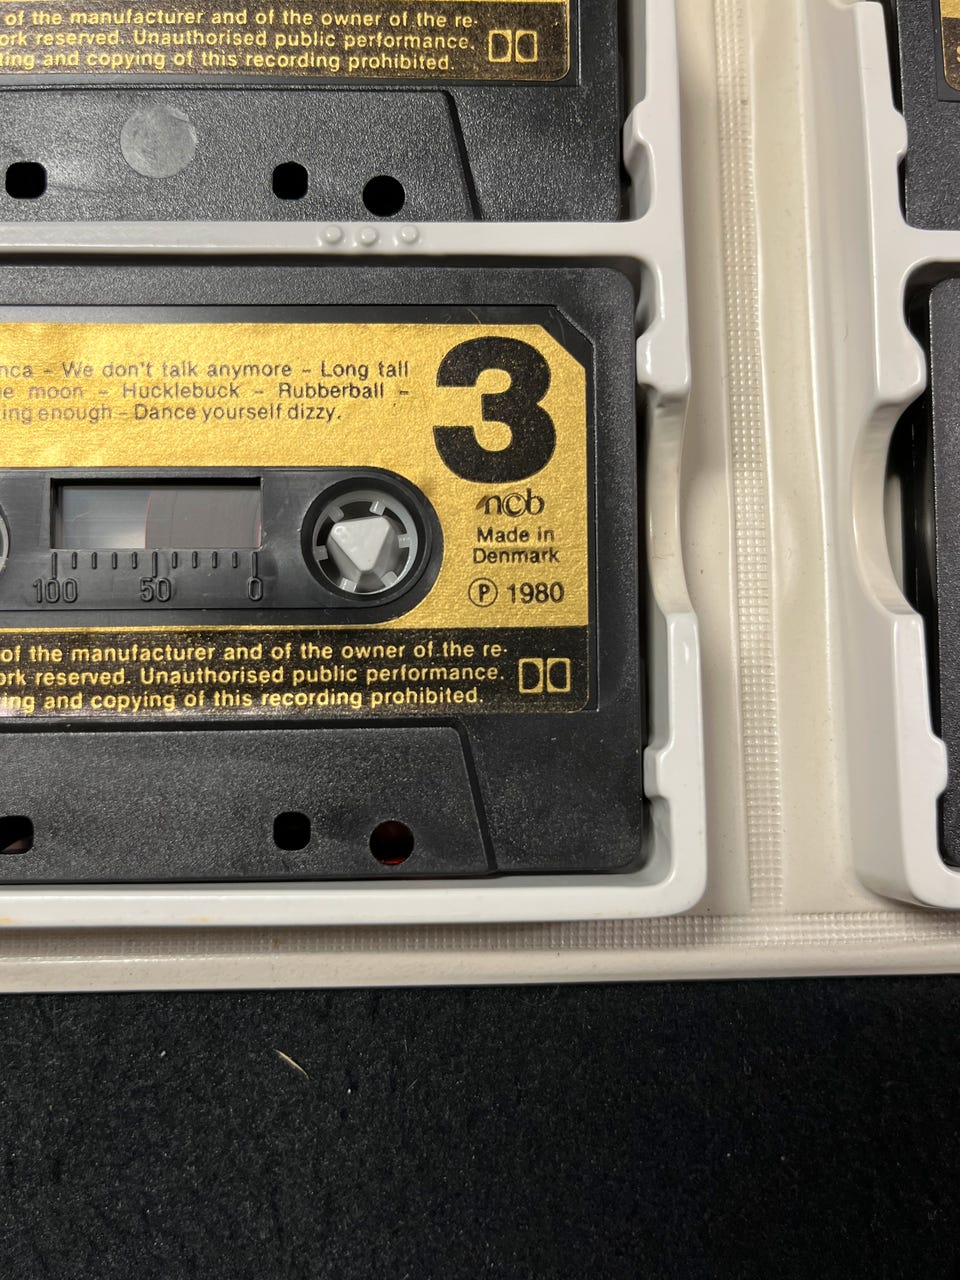 of the manufacturer and of the owner of the re-
ork reserved. Unauthorised public performance.
ting and copying of this recording prohibited.
nca - We don't talk anymore - Long tall
e moon - Hucklebuck - Rubberball -
ing enough - Dance yourself dizzy.
3
ncb
Made in
Denmark
100 50 0
℗ 1980
of the manufacturer and of the owner of the re-
ork reserved. Unauthorised public performance.
ing and copying of this recording prohibited.